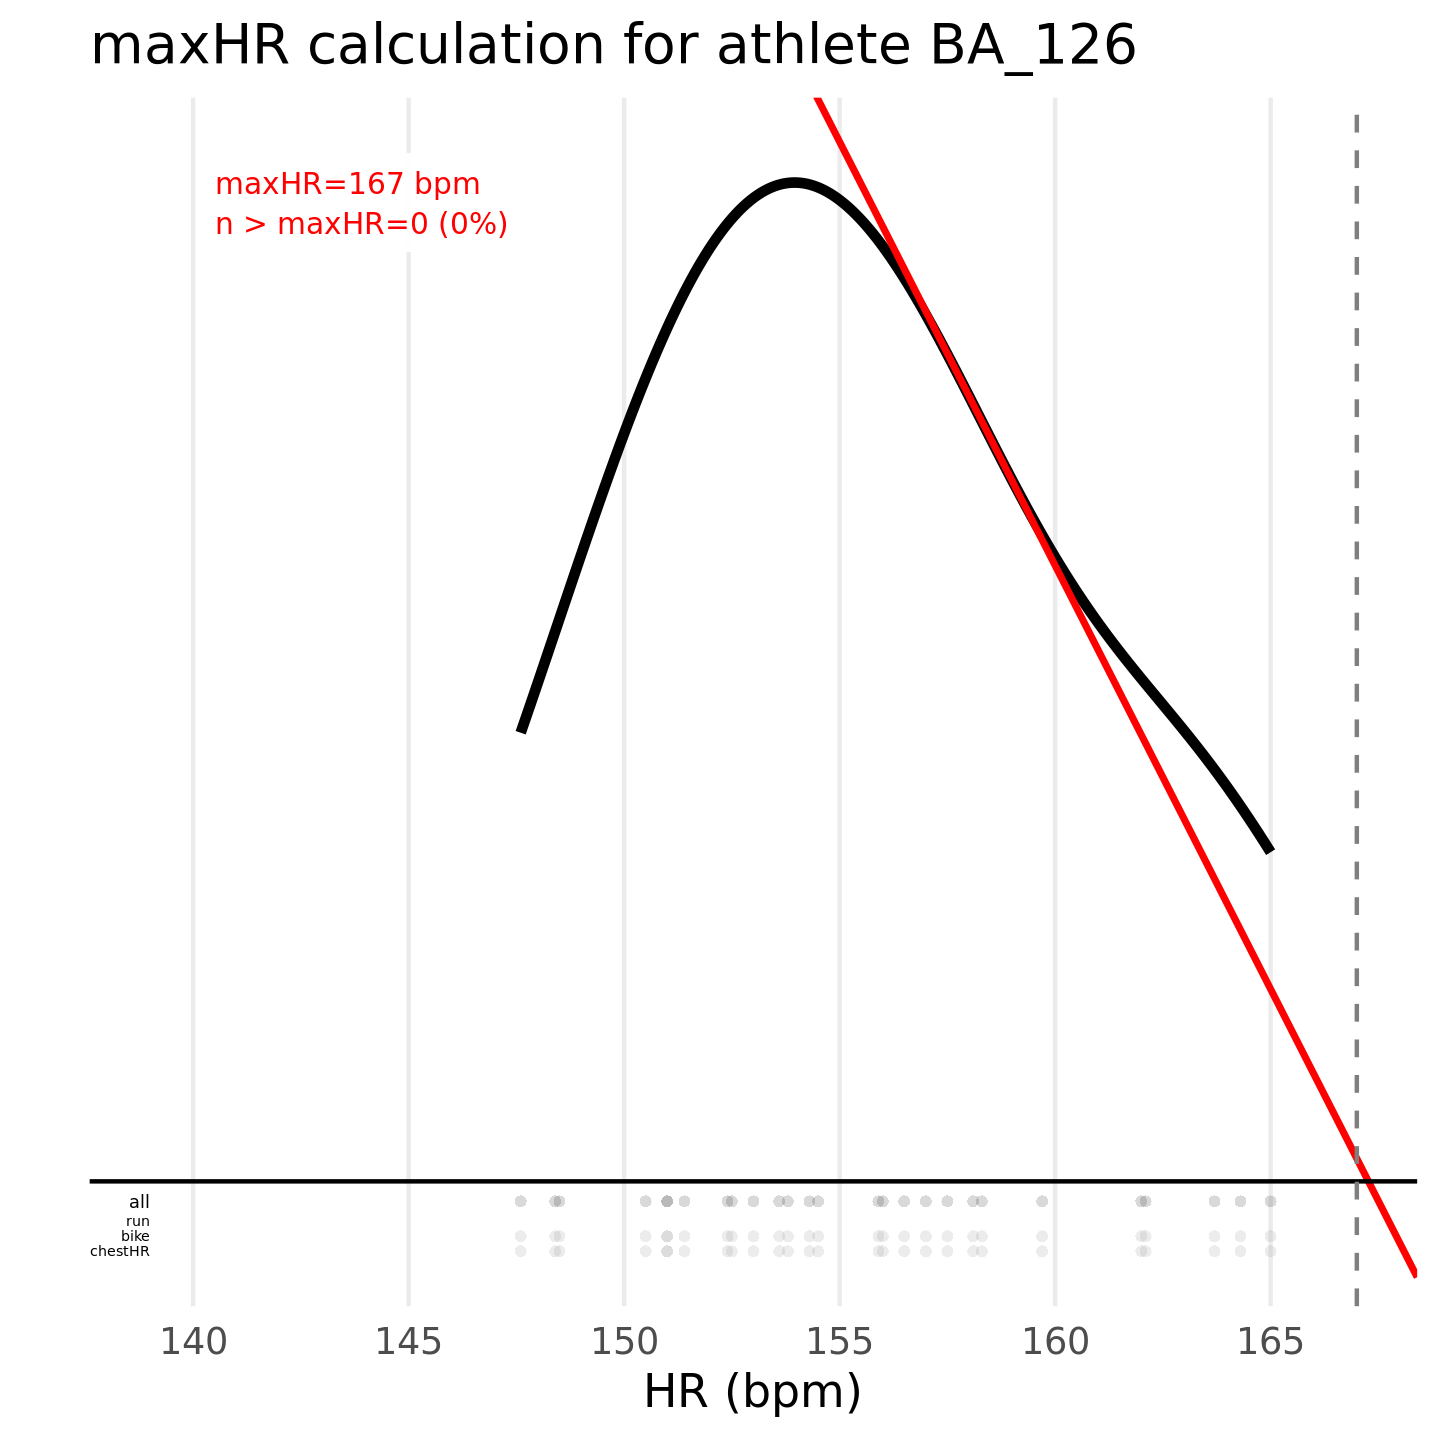 maxHR calculation for athlete BA_126
maxHR=167 bpm
n > maxHR=0 (0%)
all
run
bike
chestHR
140 145 150 155 160 165
HR (bpm)